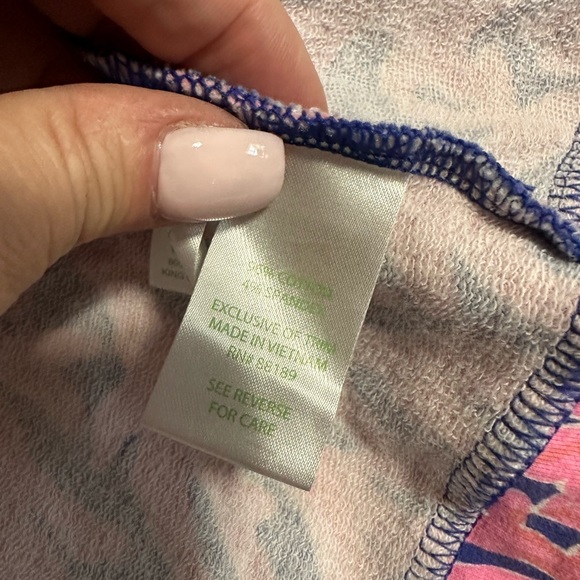 96% COTTON
4% SPANDEX
EXCLUSIVE OF TRIM
MADE IN VIETNAM
RN# 88189
SEE REVERSE
FOR CARE